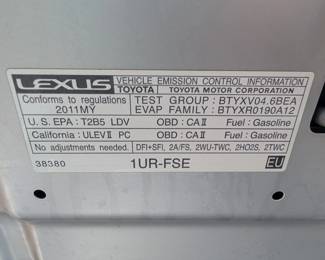 LEXUS VEHICLE EMISSION CONTROL INFORMATION
TOYOTA TOYOTA MOTOR CORPORATION
Conforms to regulations TEST GROUP : BTYXV04.6BEA
2011MY EVAP FAMILY : BTYXR0190A12
U.S. EPA : T2B5 LDV OBD : CAⅡ Fuel : Gasoline
California : ULEVⅡ PC OBD : CAⅡ Fuel : Gasoline
No adjustments needed. DFI+SFI, 2A/FS, 2WU-TWC, 2HO2S, 2TWC
38380 1UR-FSE EU